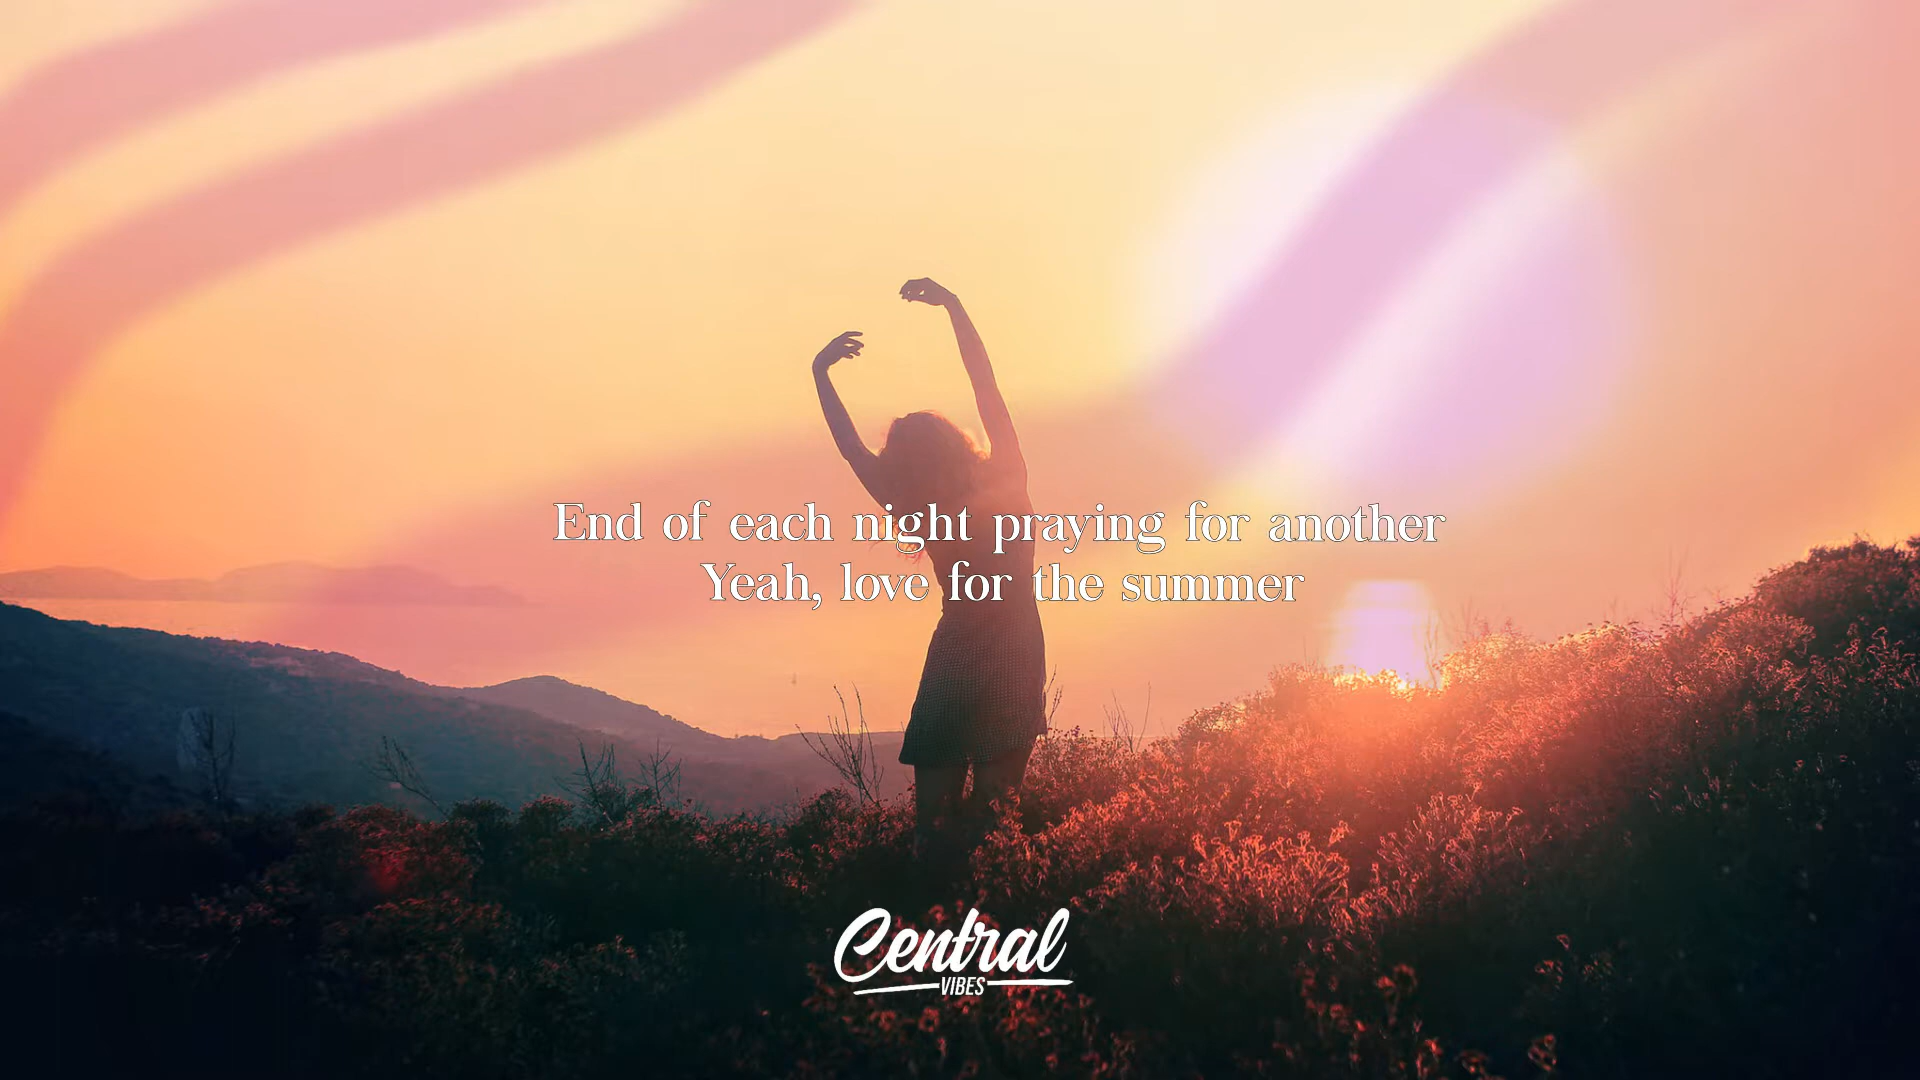 End of each night praying for another
Yeah, love for the summer
Central
VIBES